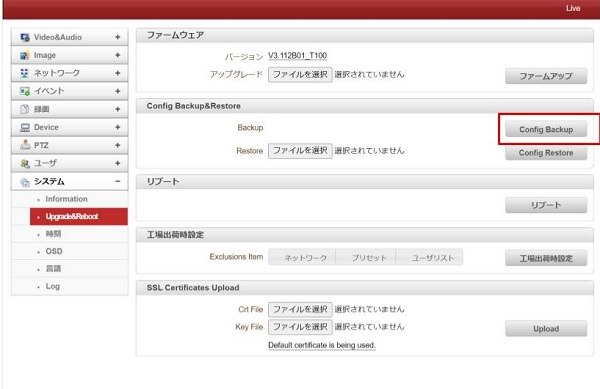 Live
Video&Audio +
Image +
ネットワーク +
イベント +
録画 +
Device +
PTZ +
ユーザ +
システム −
Information
Upgrade&Reboot
時刻
OSD
言語
Log
ファームウェア
バージョン V3.112B01_T100
アップグレード ファイルを選択 選択されていません ファームアップ
Config Backup&Restore
Backup Config Backup
Restore ファイルを選択 選択されていません Config Restore
リブート
リブート
工場出荷時設定
Exclusions Item ネットワーク プリセット ユーザリスト 工場出荷時設定
SSL Certificates Upload
Crt File ファイルを選択 選択されていません
Key File ファイルを選択 選択されていません Upload
Default certificate is being used.